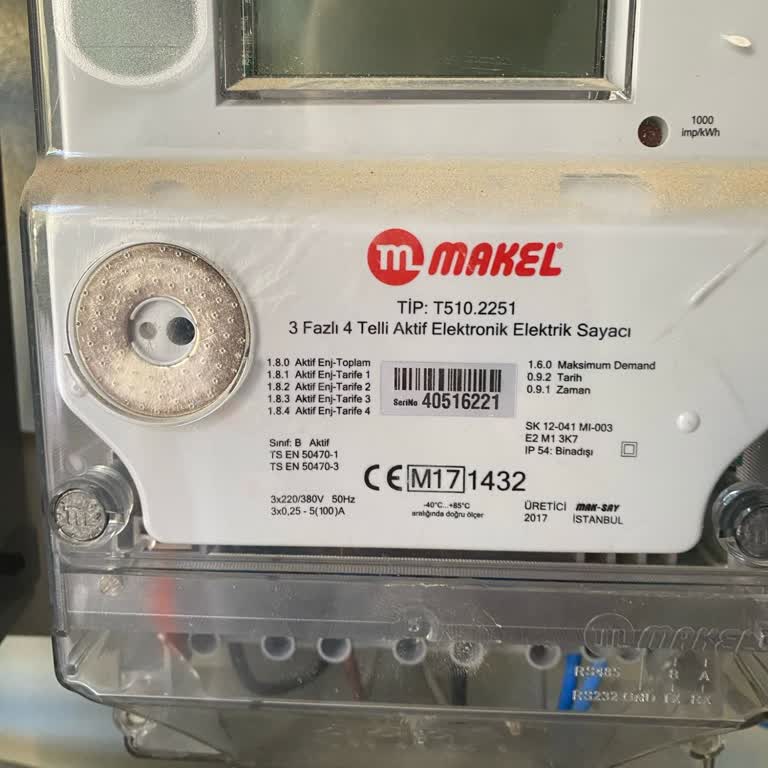 1000
imp/kWh
m MAKEL
TİP: T510.2251
3 Fazlı 4 Telli Aktif Elektronik Elektrik Sayacı
1.8.0 Aktif Enj-Toplam
1.8.1 Aktif Enj-Tarife 1
1.8.2 Aktif Enj-Tarife 2
1.8.3 Aktif Enj-Tarife 3
1.8.4 Aktif Enj-Tarife 4
SeriNo 40516221
1.6.0 Maksimum Demand
0.9.2 Tarih
0.9.1 Zaman
Sınıf: B Aktif
TS EN 50470-1
TS EN 50470-3
SK 12-041 MI-003
E2 M1 3K7
IP 54: Binadışı
CE M17 1432
3x220/380V 50Hz
3x0,25 - 5(100)A
-40°C...+85°C
aralığında doğru ölçer
ÜRETİCİ MAK-SAY
2017 İSTANBUL
m MAKEL
RS485 B A
RS232 GND TX RX